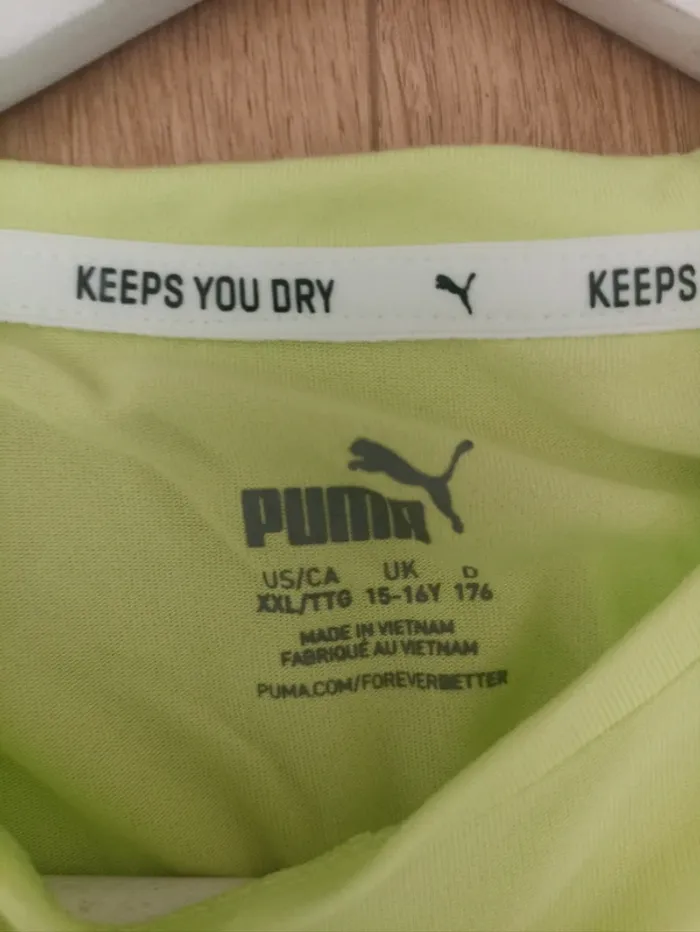 KEEPS YOU DRY KEEPS
PUMA
US/CA UK D
XXL/TTG 15-16Y 176
MADE IN VIETNAM
FABRIQUÉ AU VIETNAM
PUMA.COM/FOREVERBETTER